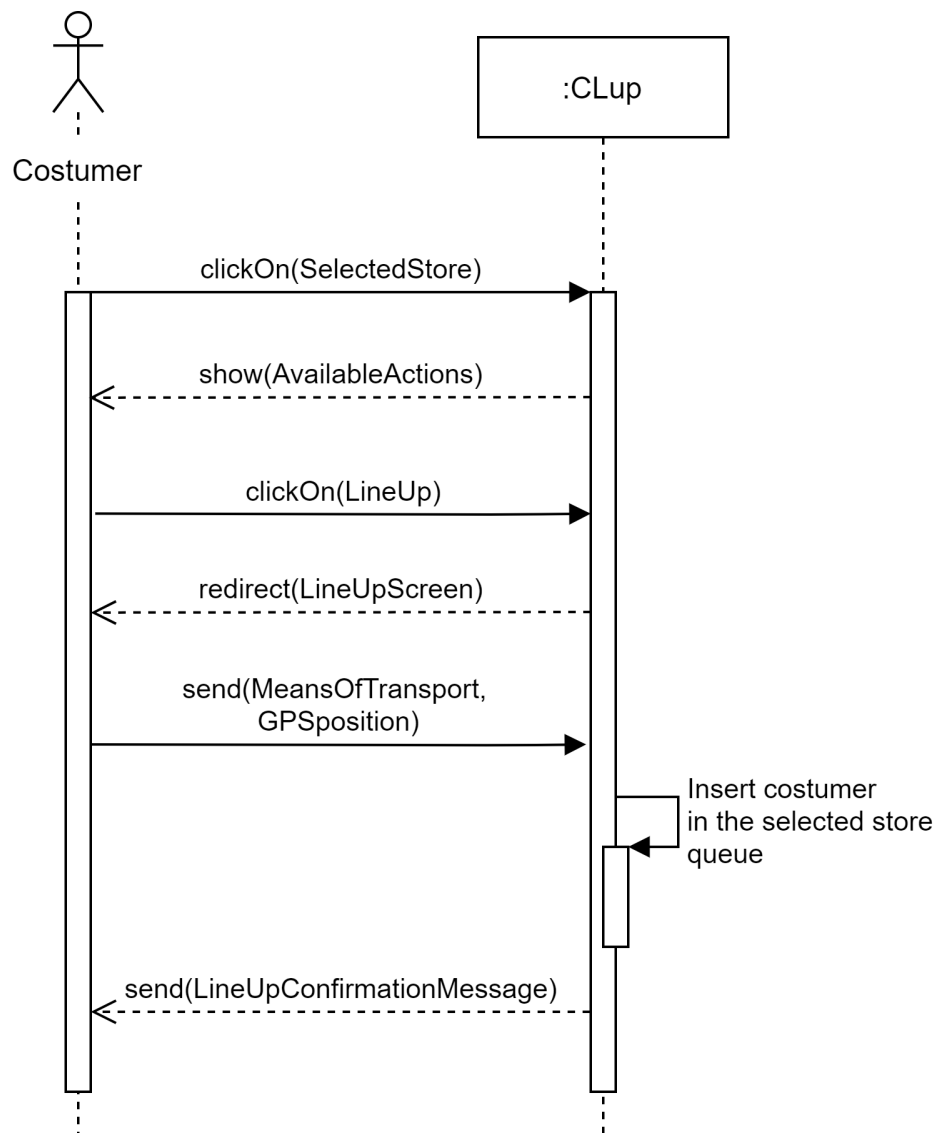 :CLup
Costumer
clickOn(SelectedStore)
show(AvailableActions)
clickOn(LineUp)
redirect(LineUpScreen)
send(MeansOfTransport,
GPSposition)
Insert costumer
in the selected store
queue
send(LineUpConfirmationMessage)